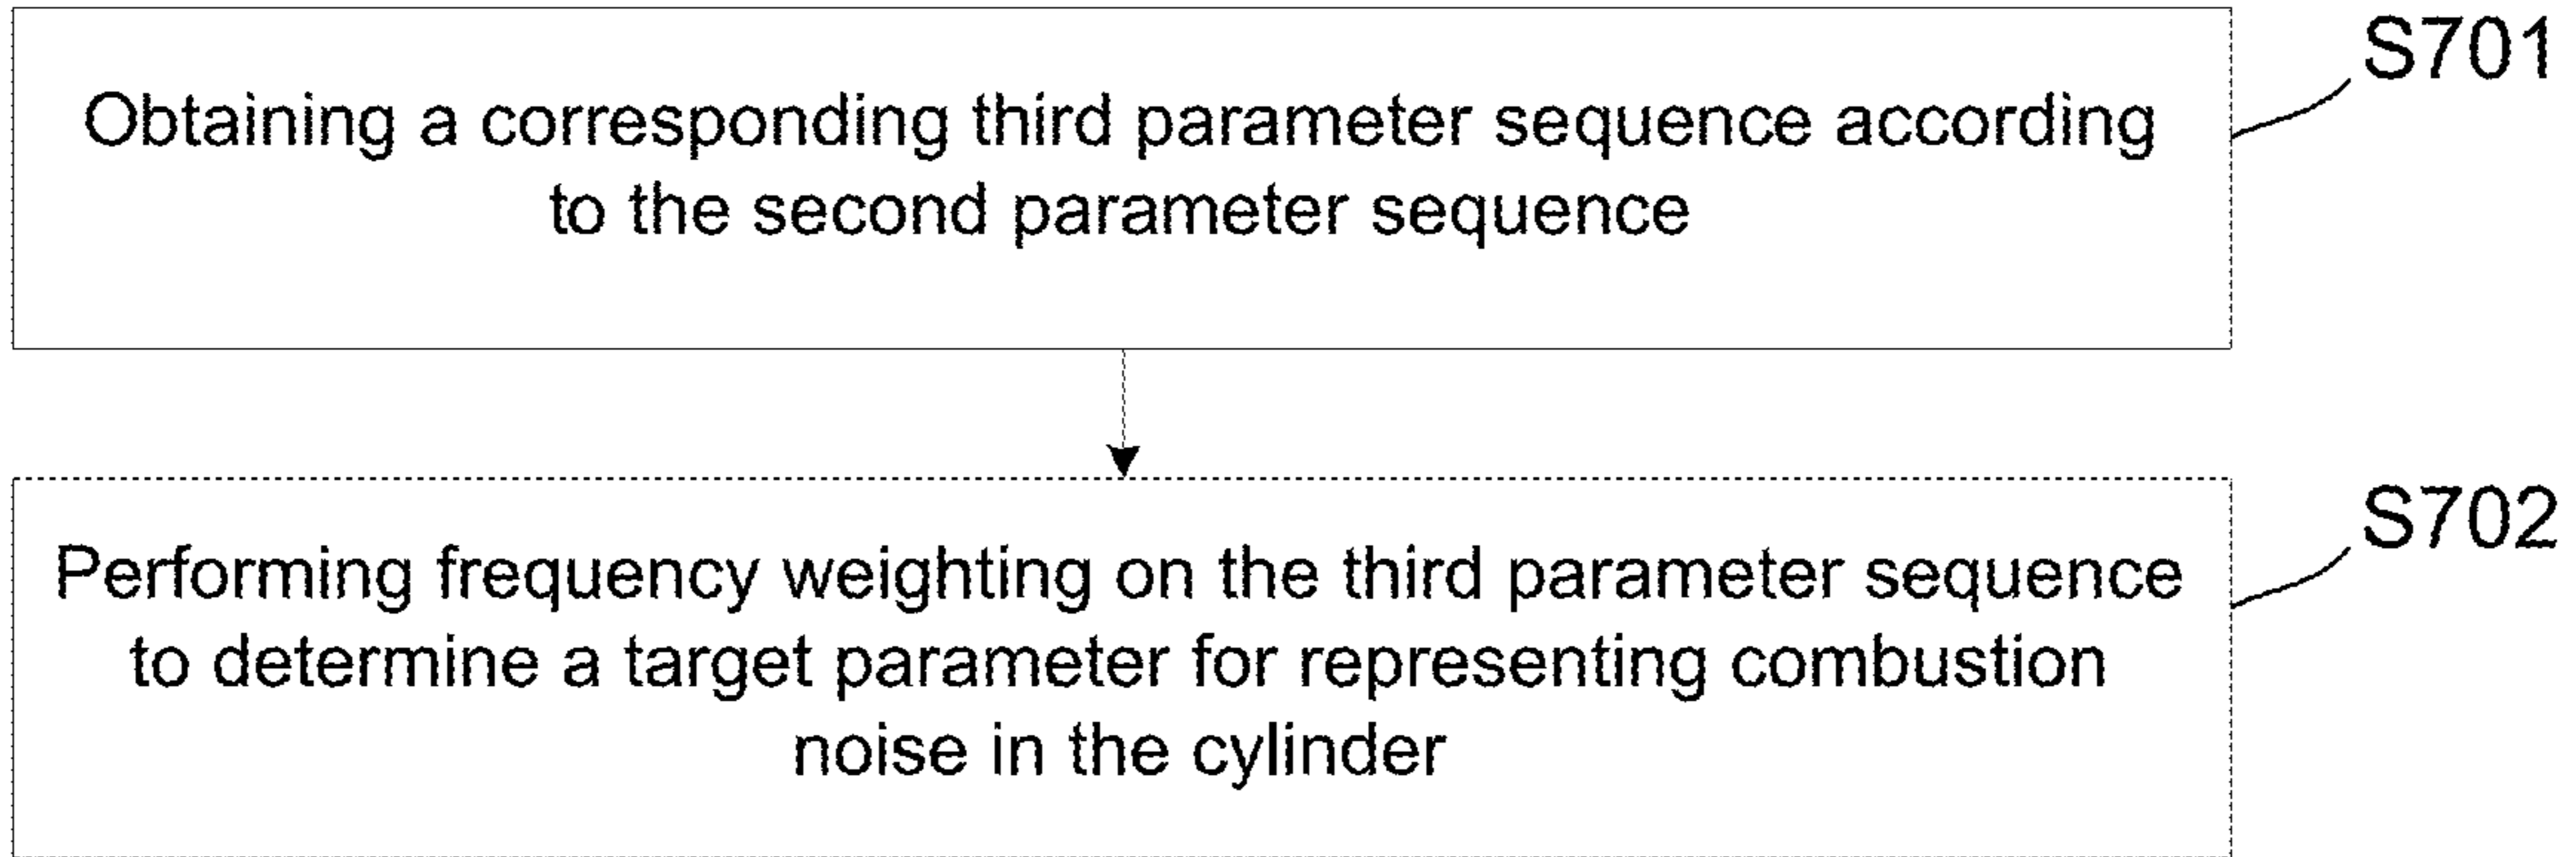 S701
Obtaining a corresponding third parameter sequence according
to the second parameter sequence
S702
Performing frequency weighting on the third parameter sequence
to determine a target parameter for representing combustion
noise in the cylinder